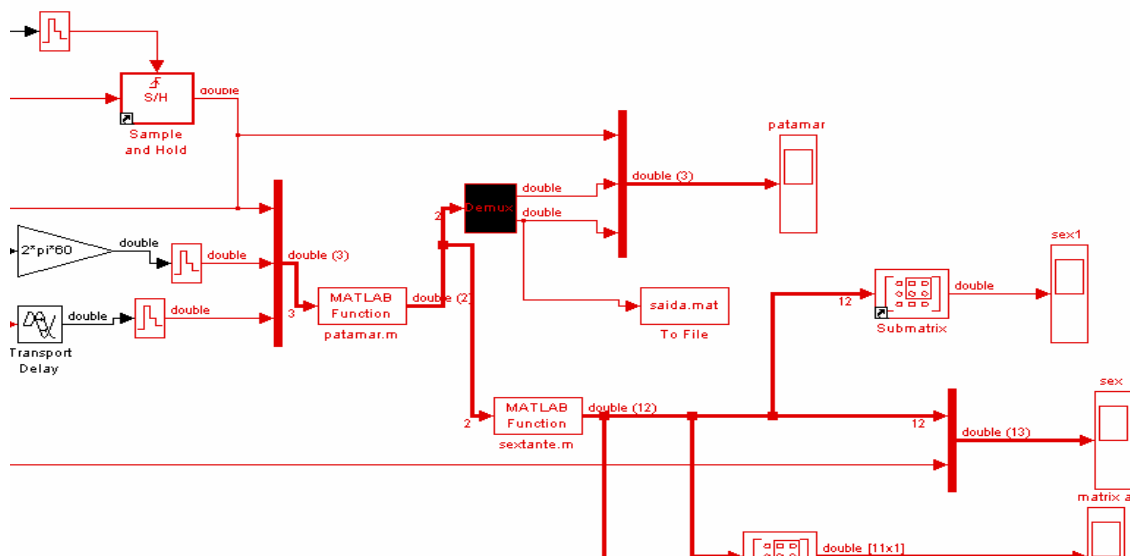 S/H
double
Sample
and Hold
patamar
double (3)
double
Demux
2
double
sex1
2*pi*60
double
double
double (3)
MATLAB
Function
patamar.m
double (2)
saida.mat
To File
12
double
Submatrix
Transport
Delay
double
double
3
MATLAB
Function
sextante.m
2
double (12)
12
double (13)
sex
matrix a
double [11x1]